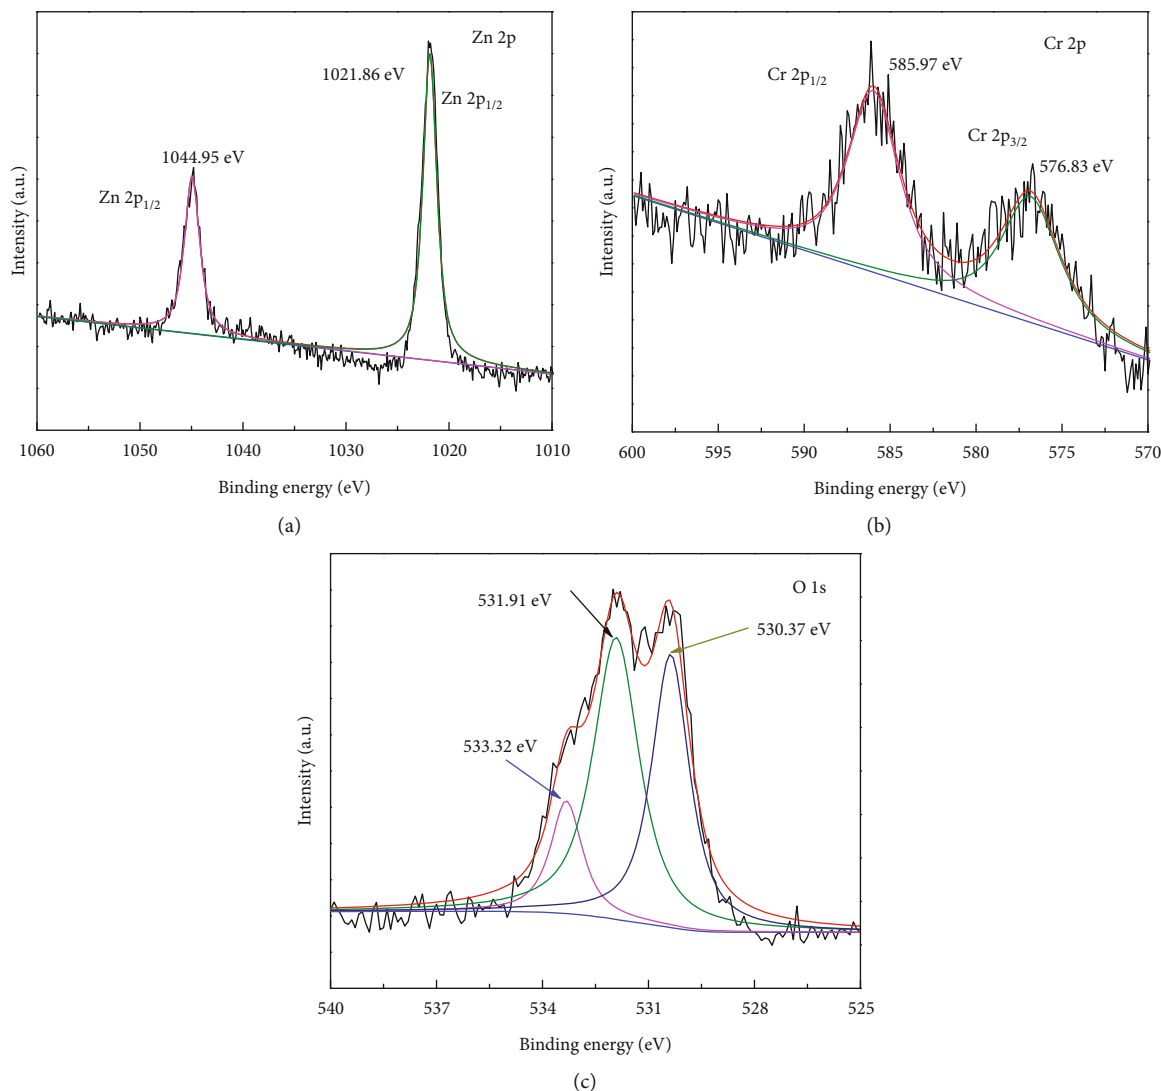 Zn 2p
1021.86 eV
Zn 2p1/2
1044.95 eV
Zn 2p1/2
Intensity (a.u.)
1060 1050 1040 1030 1020 1010
Binding energy (eV)
(a)
Cr 2p
Cr 2p1/2
585.97 eV
Cr 2p3/2
576.83 eV
Intensity (a.u.)
600 595 590 585 580 575 570
Binding energy (eV)
(b)
O 1s
531.91 eV
530.37 eV
533.32 eV
Intensity (a.u.)
540 537 534 531 528 525
Binding energy (eV)
(c)